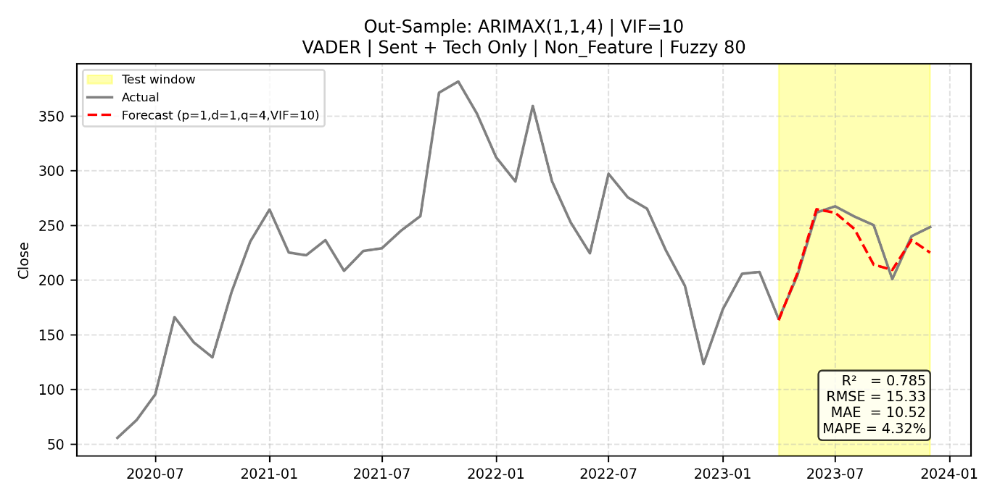 Out-Sample: ARIMAX(1,1,4) | VIF=10
VADER | Sent + Tech Only | Non_Feature | Fuzzy 80
Test window
Actual
Forecast (p=1,d=1,q=4,VIF=10)
Close
350
300
250
200
150
100
50
R² = 0.785
RMSE = 15.33
MAE = 10.52
MAPE = 4.32%
2020-07 2021-01 2021-07 2022-01 2022-07 2023-01 2023-07 2024-01